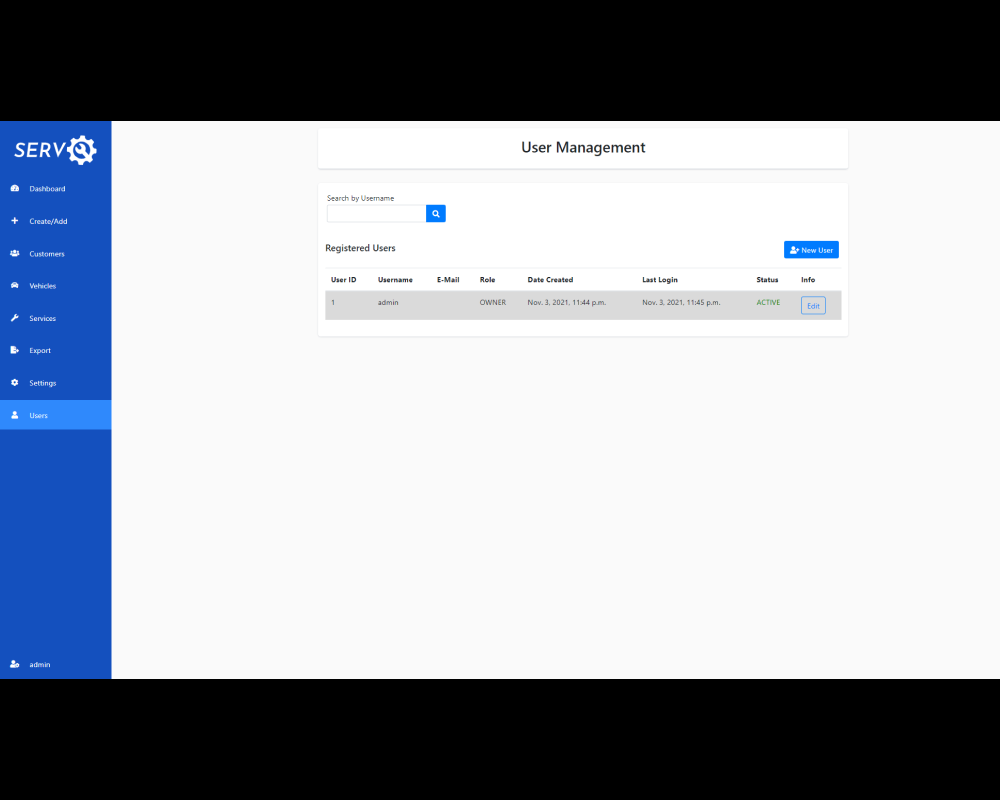 SERV
Dashboard
Create/Add
Customers
Vehicles
Services
Export
Settings
Users
admin
User Management
Search by Username
Registered Users
New User
User ID Username E-Mail Role Date Created Last Login Status Info
1 admin OWNER Nov. 3, 2021, 11:44 p.m. Nov. 3, 2021, 11:45 p.m. ACTIVE Edit